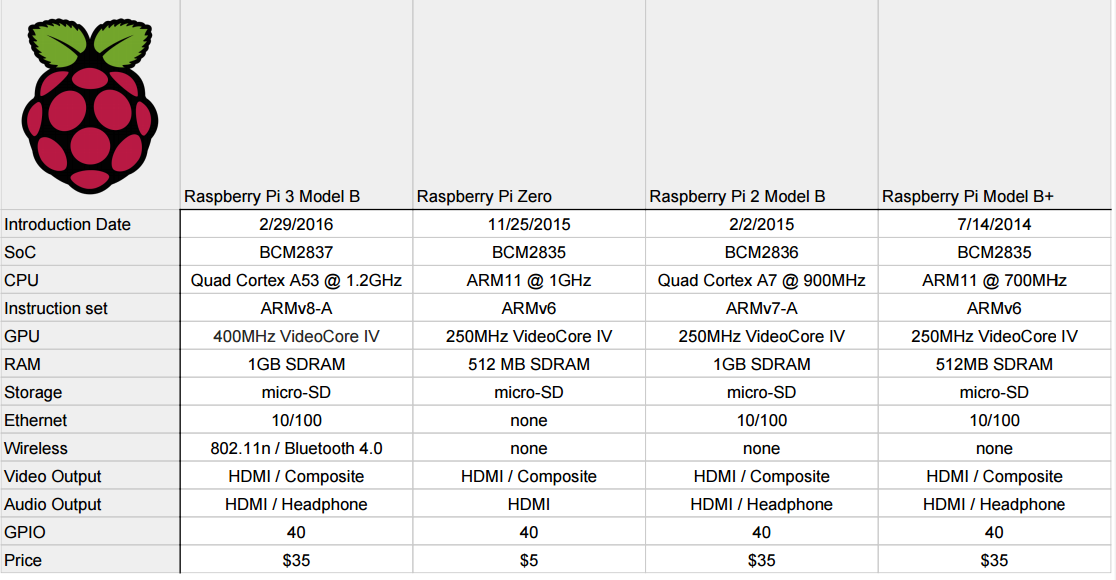 Raspberry Pi 3 Model B Raspberry Pi Zero Raspberry Pi 2 Model B Raspberry Pi Model B+
Introduction Date 2/29/2016 11/25/2015 2/2/2015 7/14/2014
SoC BCM2837 BCM2835 BCM2836 BCM2835
CPU Quad Cortex A53 @ 1.2GHz ARM11 @ 1GHz Quad Cortex A7 @ 900MHz ARM11 @ 700MHz
Instruction set ARMv8-A ARMv6 ARMv7-A ARMv6
GPU 400MHz VideoCore IV 250MHz VideoCore IV 250MHz VideoCore IV 250MHz VideoCore IV
RAM 1GB SDRAM 512 MB SDRAM 1GB SDRAM 512MB SDRAM
Storage micro-SD micro-SD micro-SD micro-SD
Ethernet 10/100 none 10/100 10/100
Wireless 802.11n / Bluetooth 4.0 none none none
Video Output HDMI / Composite HDMI / Composite HDMI / Composite HDMI / Composite
Audio Output HDMI / Headphone HDMI HDMI / Headphone HDMI / Headphone
GPIO 40 40 40 40
Price $35 $5 $35 $35